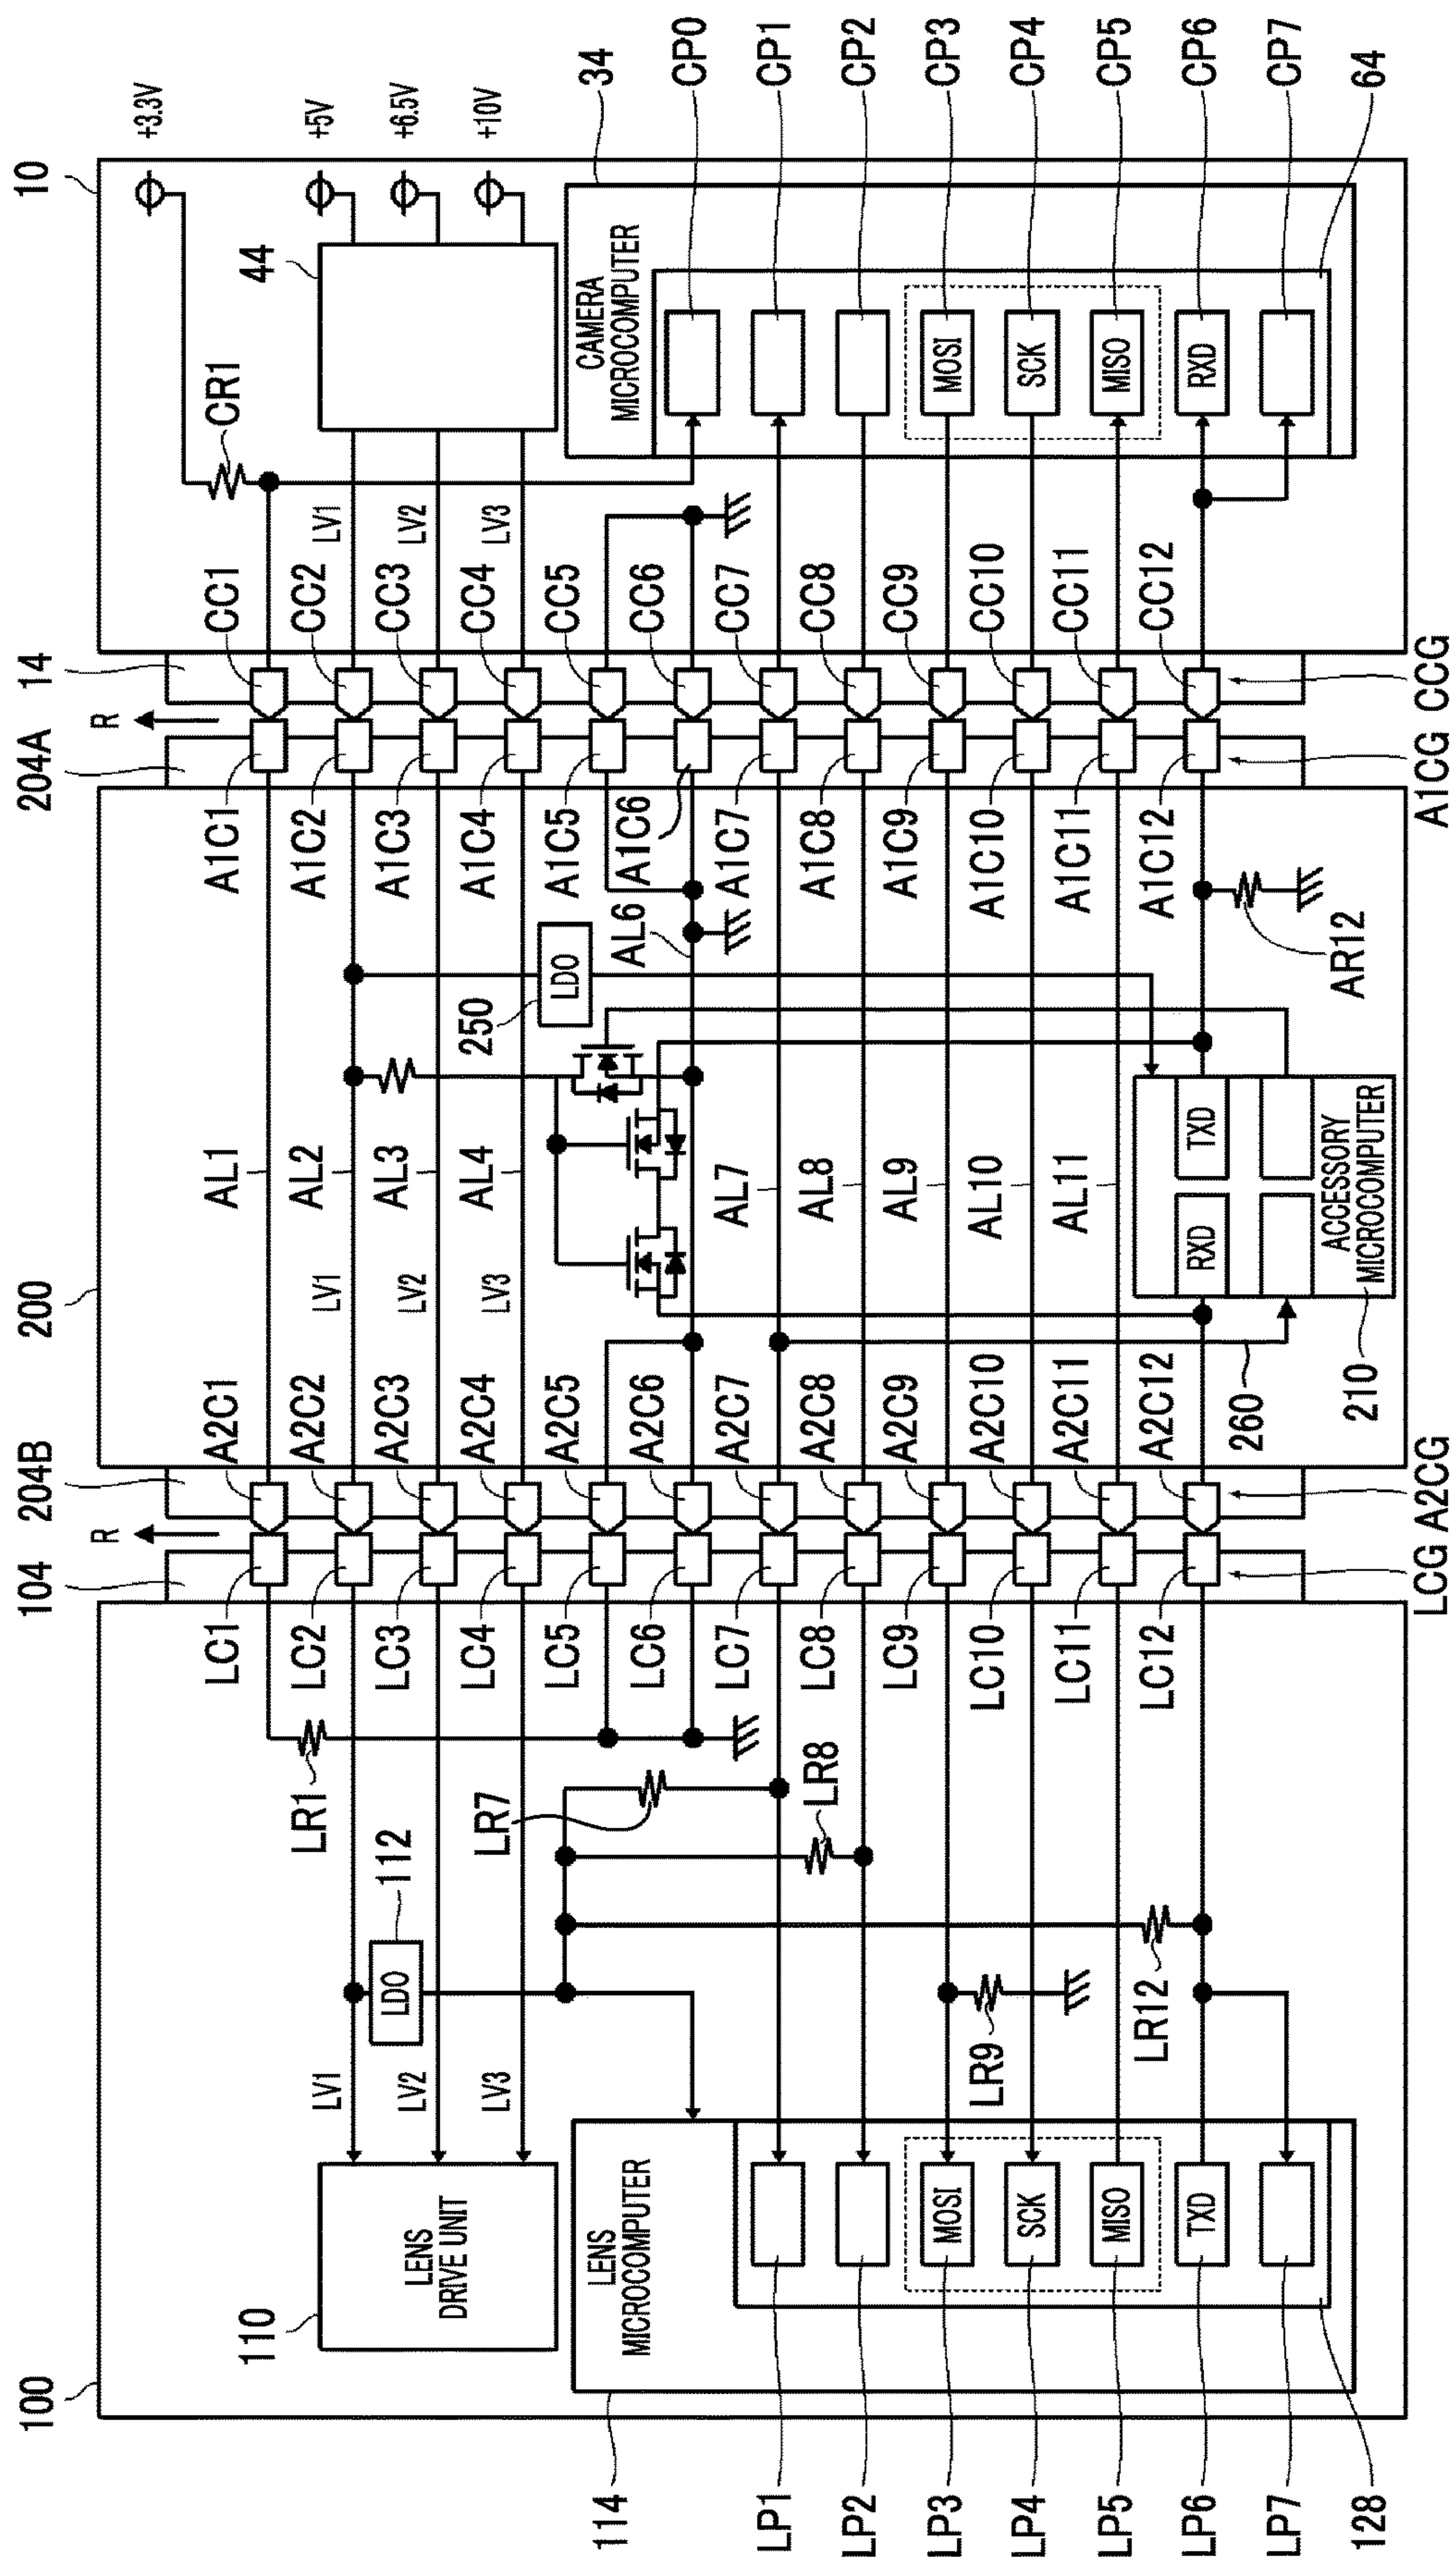 100
104
204B
200
204A
14
10
R
R
110
LENS
DRIVE UNIT
LV1
LV2
LV3
LDO
112
LR1
LR7
LR8
LR9
LR12
LC1
LC2
LC3
LC4
LC5
LC6
LC7
LC8
LC9
LC10
LC11
LC12
LCG
A2C1
A2C2
A2C3
A2C4
A2C5
A2C6
A2C7
A2C8
A2C9
A2C10
A2C11
A2C12
A2CG
LV1
LV2
LV3
AL1
AL2
AL3
AL4
AL6
AL7
AL8
AL9
AL10
AL11
250
LDO
260
RXD
TXD
ACCESSORY
MICROCOMPUTER
210
AR12
A1C1
A1C2
A1C3
A1C4
A1C5
A1C6
A1C7
A1C8
A1C9
A1C10
A1C11
A1C12
A1CG
CC1
CC2
CC3
CC4
CC5
CC6
CC7
CC8
CC9
CC10
CC11
CC12
CCG
LV1
LV2
LV3
CR1
44
+3.3V
+5V
+6.5V
+10V
34
CAMERA
MICROCOMPUTER
MOSI
SCK
MISO
RXD
CP0
CP1
CP2
CP3
CP4
CP5
CP6
CP7
64
LENS
MICROCOMPUTER
MOSI
SCK
MISO
TXD
114
LP1
LP2
LP3
LP4
LP5
LP6
LP7
128